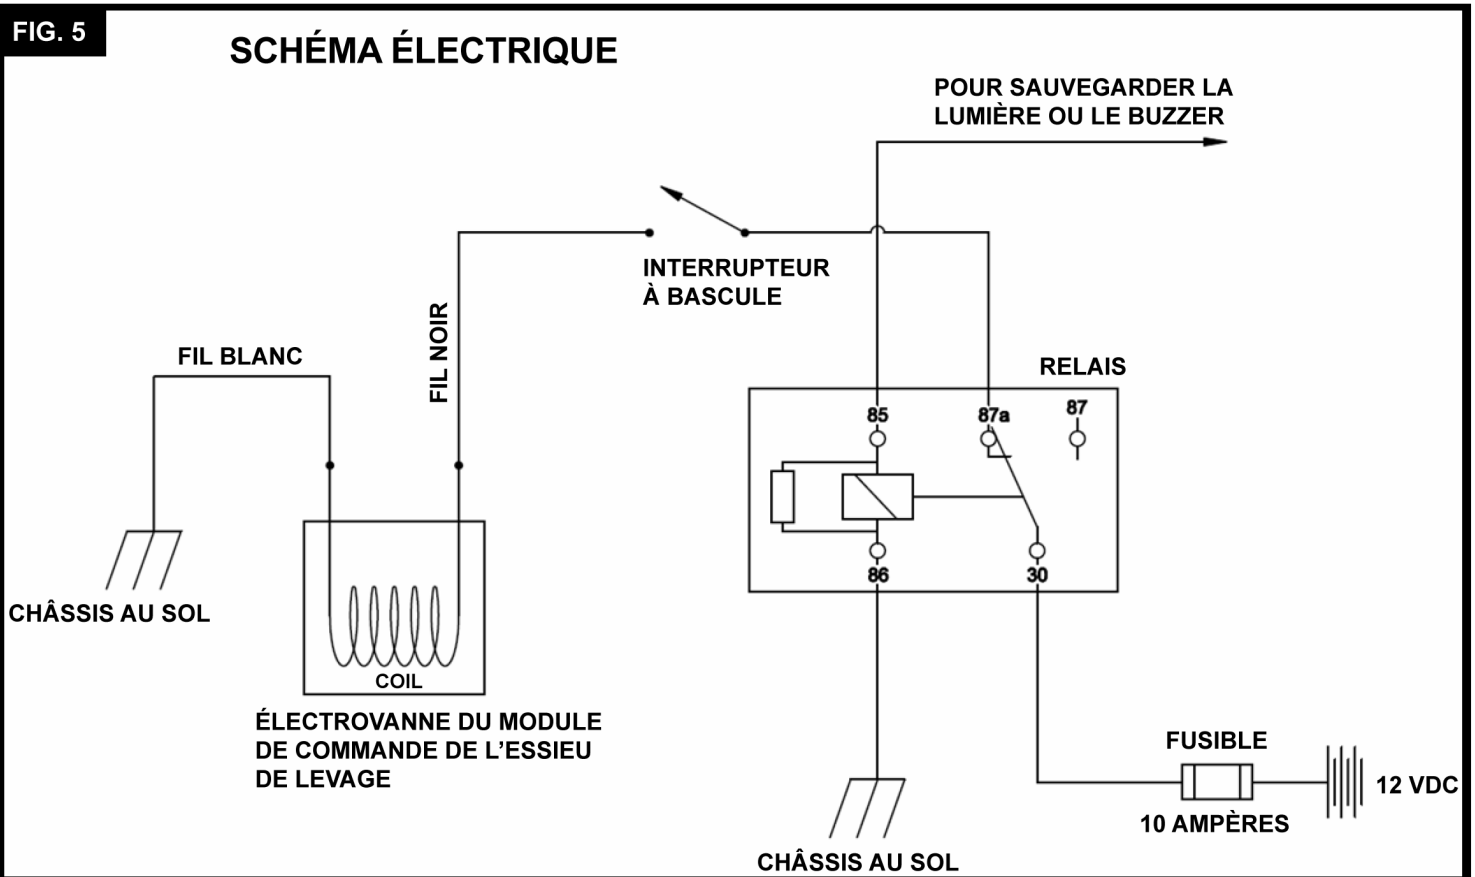 FIG. 5
SCHÉMA ÉLECTRIQUE
POUR SAUVEGARDER LA
LUMIÈRE OU LE BUZZER
INTERRUPTEUR
À BASCULE
FIL NOIR
FIL BLANC
RELAIS
85
87a
87
86
30
CHÂSSIS AU SOL
COIL
ÉLECTROVANNE DU MODULE
DE COMMANDE DE L'ESSIEU
DE LEVAGE
FUSIBLE
12 VDC
10 AMPÈRES
CHÂSSIS AU SOL